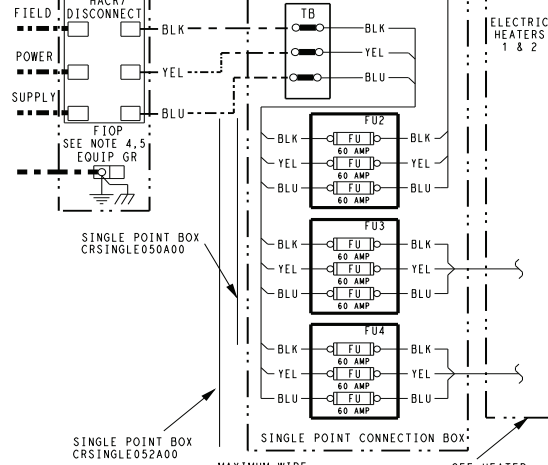 HACR/
DISCONNECT
FIELD
POWER
SUPPLY
BLK
YEL
BLU
FIOP
SEE NOTE 4,5
EQUIP GR
TB
BLK
YEL
BLU
ELECTRIC
HEATERS
1 & 2
FU2
BLK FU BLK
60 AMP
YEL FU YEL
60 AMP
BLU FU BLU
60 AMP
FU3
BLK FU BLK
60 AMP
YEL FU YEL
60 AMP
BLU FU BLU
60 AMP
FU4
BLK FU BLK
60 AMP
YEL FU YEL
60 AMP
BLU FU BLU
60 AMP
SINGLE POINT BOX
CRSINGLE050A00
SINGLE POINT BOX
CRSINGLE052A00
SINGLE POINT CONNECTION BOX
MAXIMUM WIRE
SEE HEATER